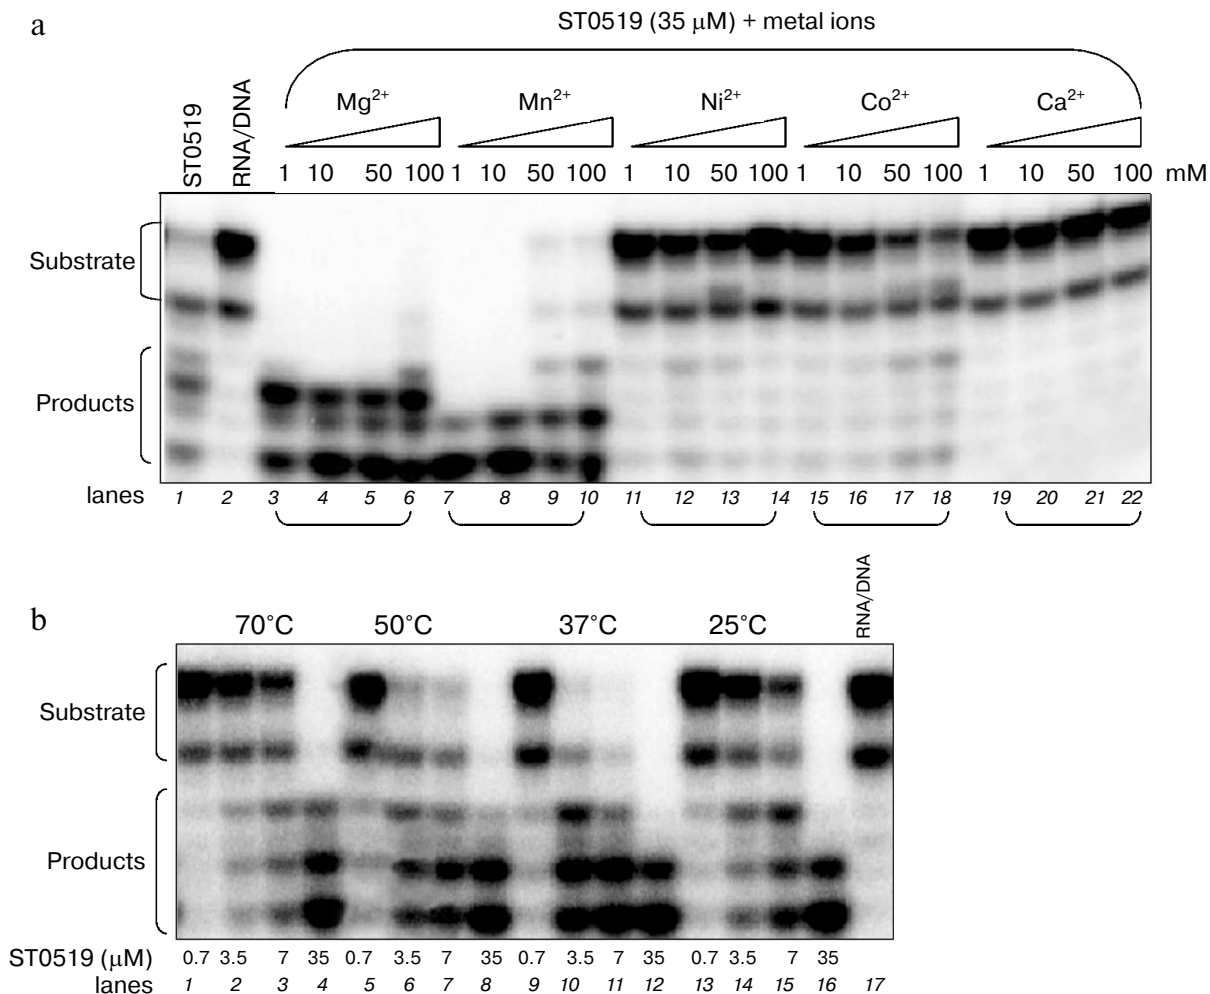 a
ST0519 (35 μM) + metal ions
ST0519
RNA/DNA
Mg2+ Mn2+ Ni2+ Co2+ Ca2+
1 10 50 100 1 10 50 100 1 10 50 100 1 10 50 100 1 10 50 100 mM
Substrate
Products
lanes 1 2 3 4 5 6 7 8 9 10 11 12 13 14 15 16 17 18 19 20 21 22
b
70°C 50°C 37°C 25°C
RNA/DNA
Substrate
Products
ST0519 (μM) 0.7 3.5 7 35 0.7 3.5 7 35 0.7 3.5 7 35 0.7 3.5 7 35
lanes 1 2 3 4 5 6 7 8 9 10 11 12 13 14 15 16 17